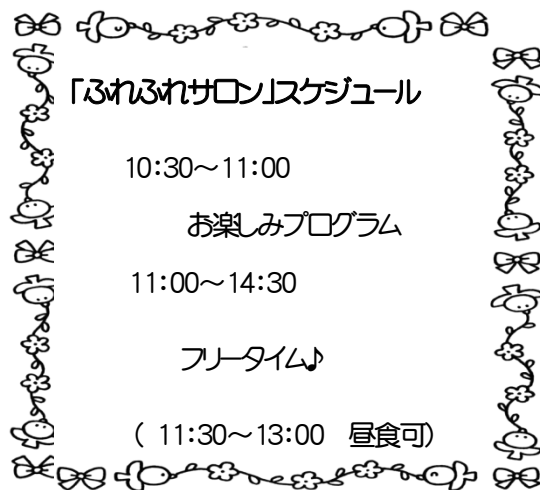 「ふれふれサロン」スケジュール
10:30～11:00
お楽しみプログラム
11:00～14:30
フリータイム♪
( 11:30～13:00　昼食可)